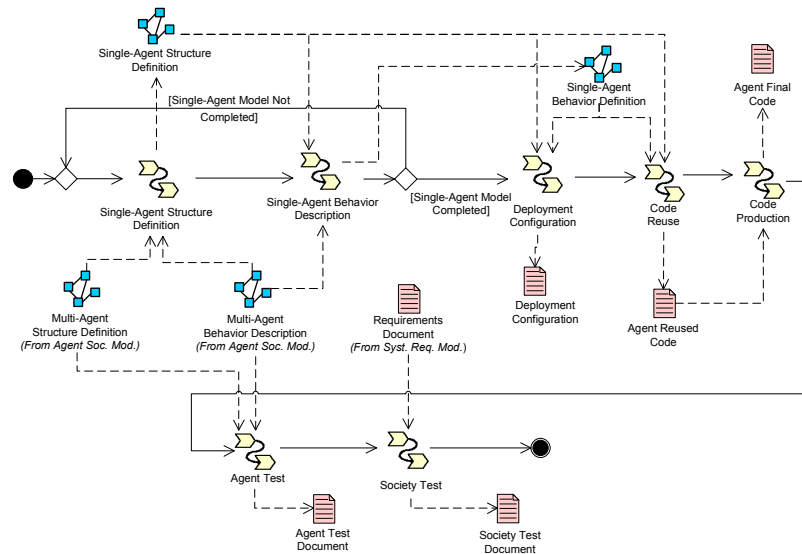 Single-Agent Structure
Definition
Single-Agent
Behavior Definition
Agent Final
Code
[Single-Agent Model Not
Completed]
Single-Agent Structure
Definition
Single-Agent Behavior
Description
[Single-Agent Model
Completed]
Deployment
Configuration
Code
Reuse
Code
Production
Multi-Agent
Structure Definition
(From Agent Soc. Mod.)
Multi-Agent
Behavior Description
(From Agent Soc. Mod.)
Requirements
Document
(From Syst. Req. Mod.)
Deployment
Configuration
Agent Reused
Code
Agent Test
Society Test
Agent Test
Document
Society Test
Document